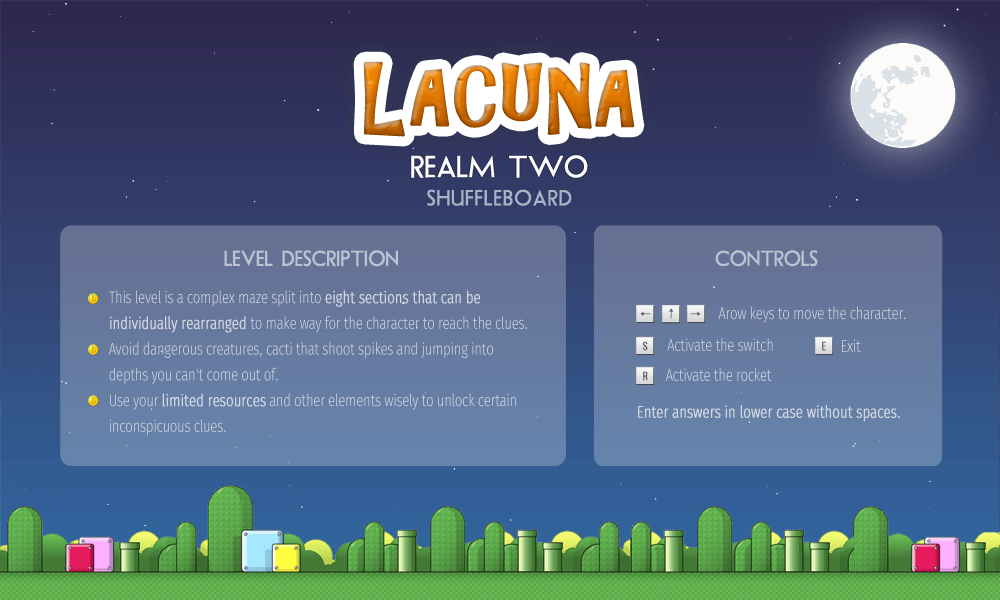 LACUNA
REALM TWO
SHUFFLEBOARD
LEVEL DESCRIPTION
This level is a complex maze split into eight sections that can be
individually rearranged to make way for the character to reach the clues.
Avoid dangerous creatures, cacti that shoot spikes and jumping into
depths you can't come out of.
Use your limited resources and other elements wisely to unlock certain
inconspicuous clues.
CONTROLS
← ↑ → Arow keys to move the character.
S Activate the switch E Exit
R Activate the rocket
Enter answers in lower case without spaces.